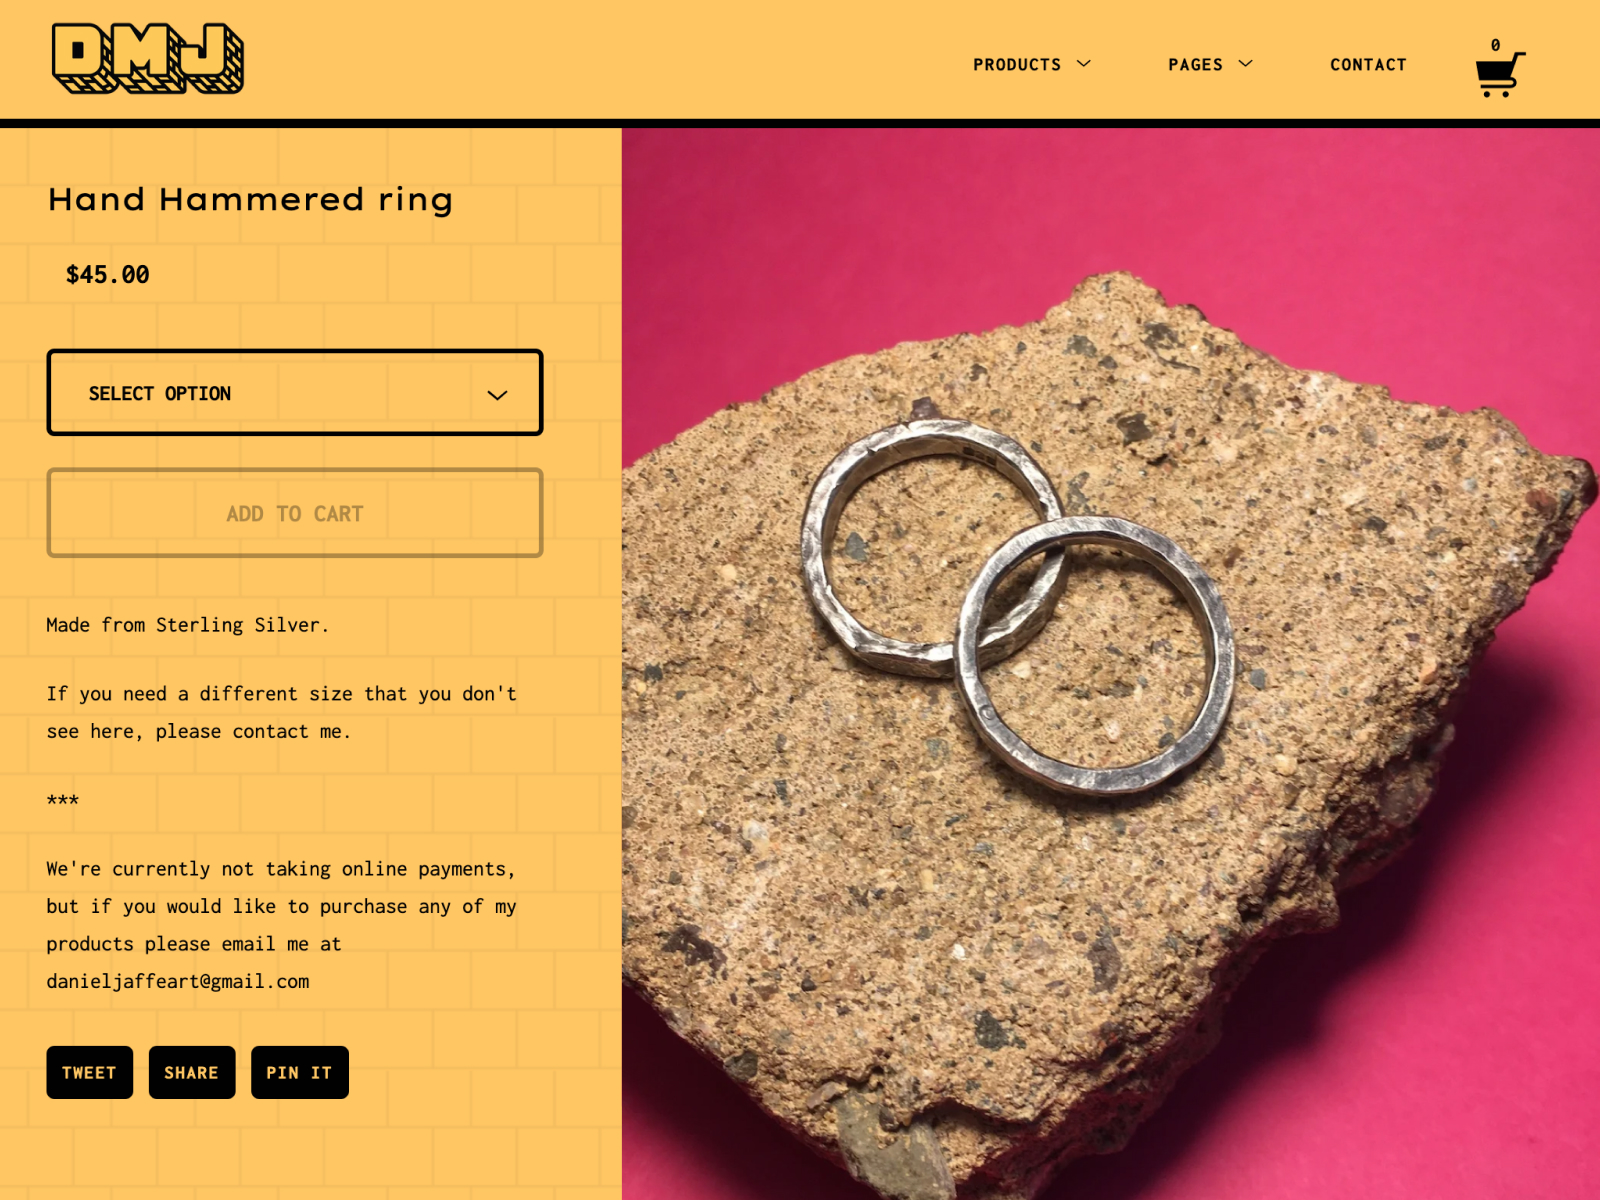 DMJ
PRODUCTS
PAGES
CONTACT
0
Hand Hammered ring
$45.00
SELECT OPTION
ADD TO CART
Made from Sterling Silver.
If you need a different size that you don't
see here, please contact me.
***
We're currently not taking online payments,
but if you would like to purchase any of my
products please email me at
danieljaffeart@gmail.com
TWEET
SHARE
PIN IT